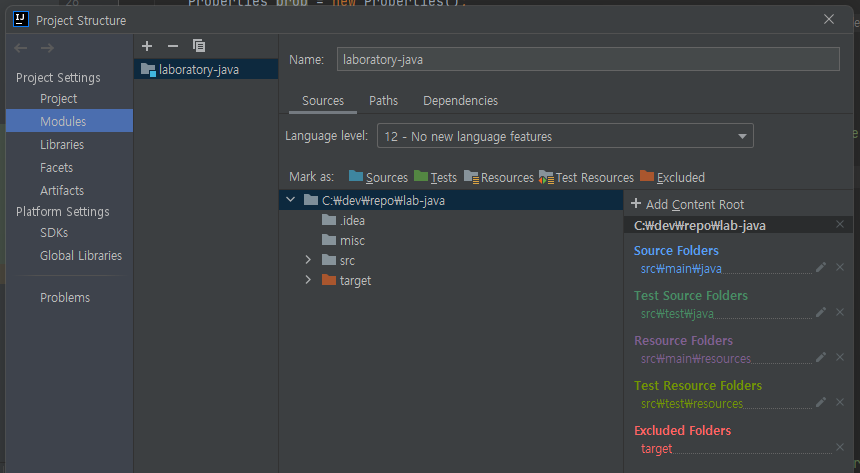 26 Properties prop = new Properties();
Project Structure
Project Settings
Project
Modules
Libraries
Facets
Artifacts
Platform Settings
SDKs
Global Libraries
Problems
laboratory-java
Name: laboratory-java
Sources Paths Dependencies
Language level: 12 - No new language features
Mark as: Sources Tests Resources Test Resources Excluded
C:₩dev₩repo₩lab-java
.idea
misc
src
target
+ Add Content Root
C:₩dev₩repo₩lab-java
Source Folders
src₩main₩java
Test Source Folders
src₩test₩java
Resource Folders
src₩main₩resources
Test Resource Folders
src₩test₩resources
Excluded Folders
target